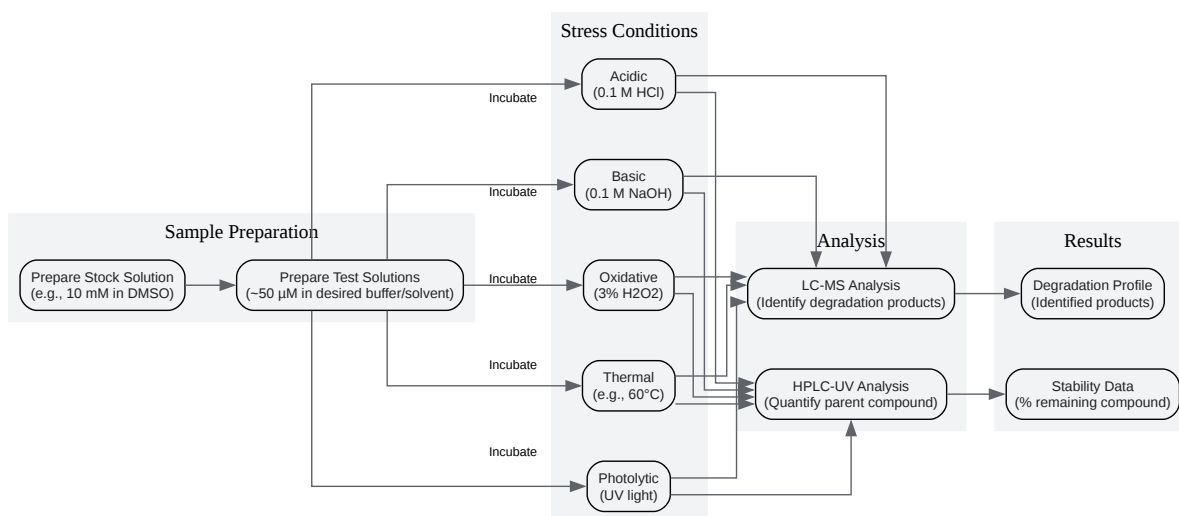 Stress Conditions
Acidic
(0.1 M HCl)
Incubate
Basic
(0.1 M NaOH)
Incubate
Sample Preparation
Analysis
Results
Prepare Stock Solution
(e.g., 10 mM in DMSO)
Prepare Test Solutions
(~50 µM in desired buffer/solvent)
Incubate
Oxidative
(3% H2O2)
LC-MS Analysis
(Identify degradation products)
Degradation Profile
(Identified products)
Incubate
Thermal
(e.g., 60°C)
HPLC-UV Analysis
(Quantify parent compound)
Stability Data
(% remaining compound)
Incubate
Photolytic
(UV light)